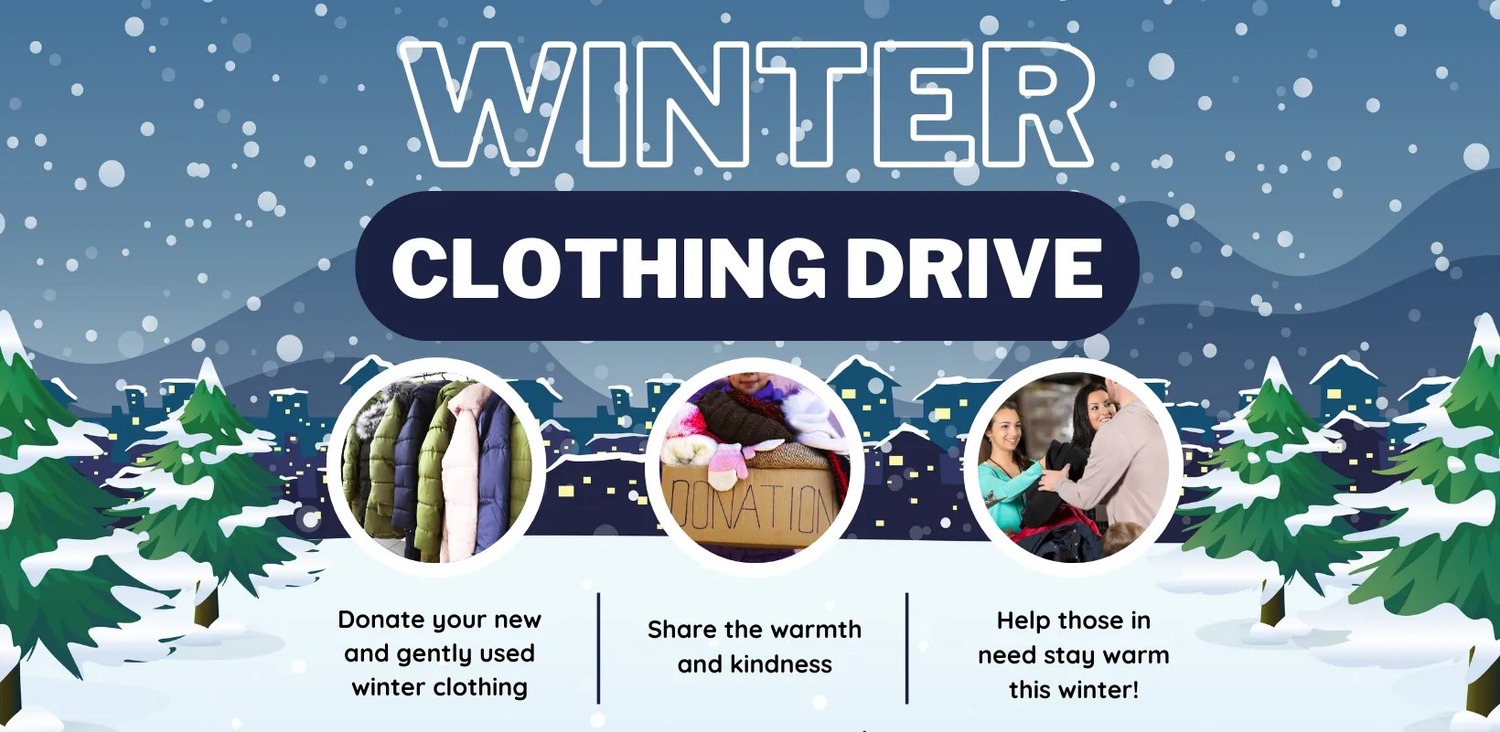 WINTER
CLOTHING DRIVE
DONATION
Donate your new
and gently used
winter clothing
Share the warmth
and kindness
Help those in
need stay warm
this winter!